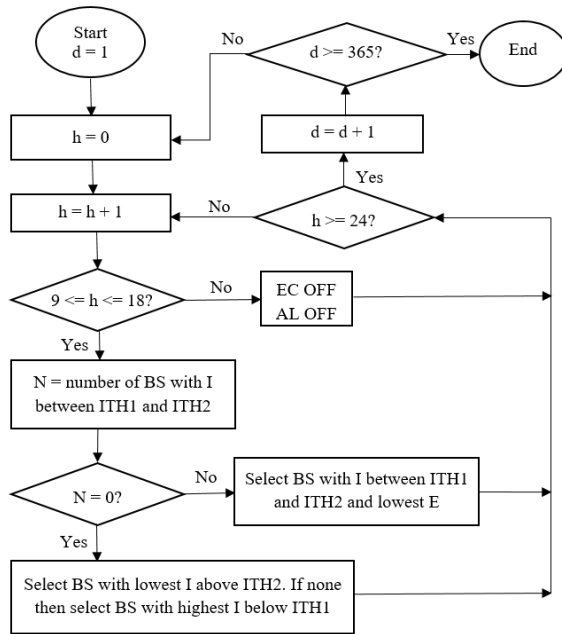 Start
d = 1
No
d >= 365?
Yes
End
h = 0
d = d + 1
Yes
h = h + 1
No
h >= 24?
9 <= h <= 18?
No
EC OFF
AL OFF
Yes
N = number of BS with I
between ITH1 and ITH2
N = 0?
No
Select BS with I between ITH1
and ITH2 and lowest E
Yes
Select BS with lowest I above ITH2. If none
then select BS with highest I below ITH1